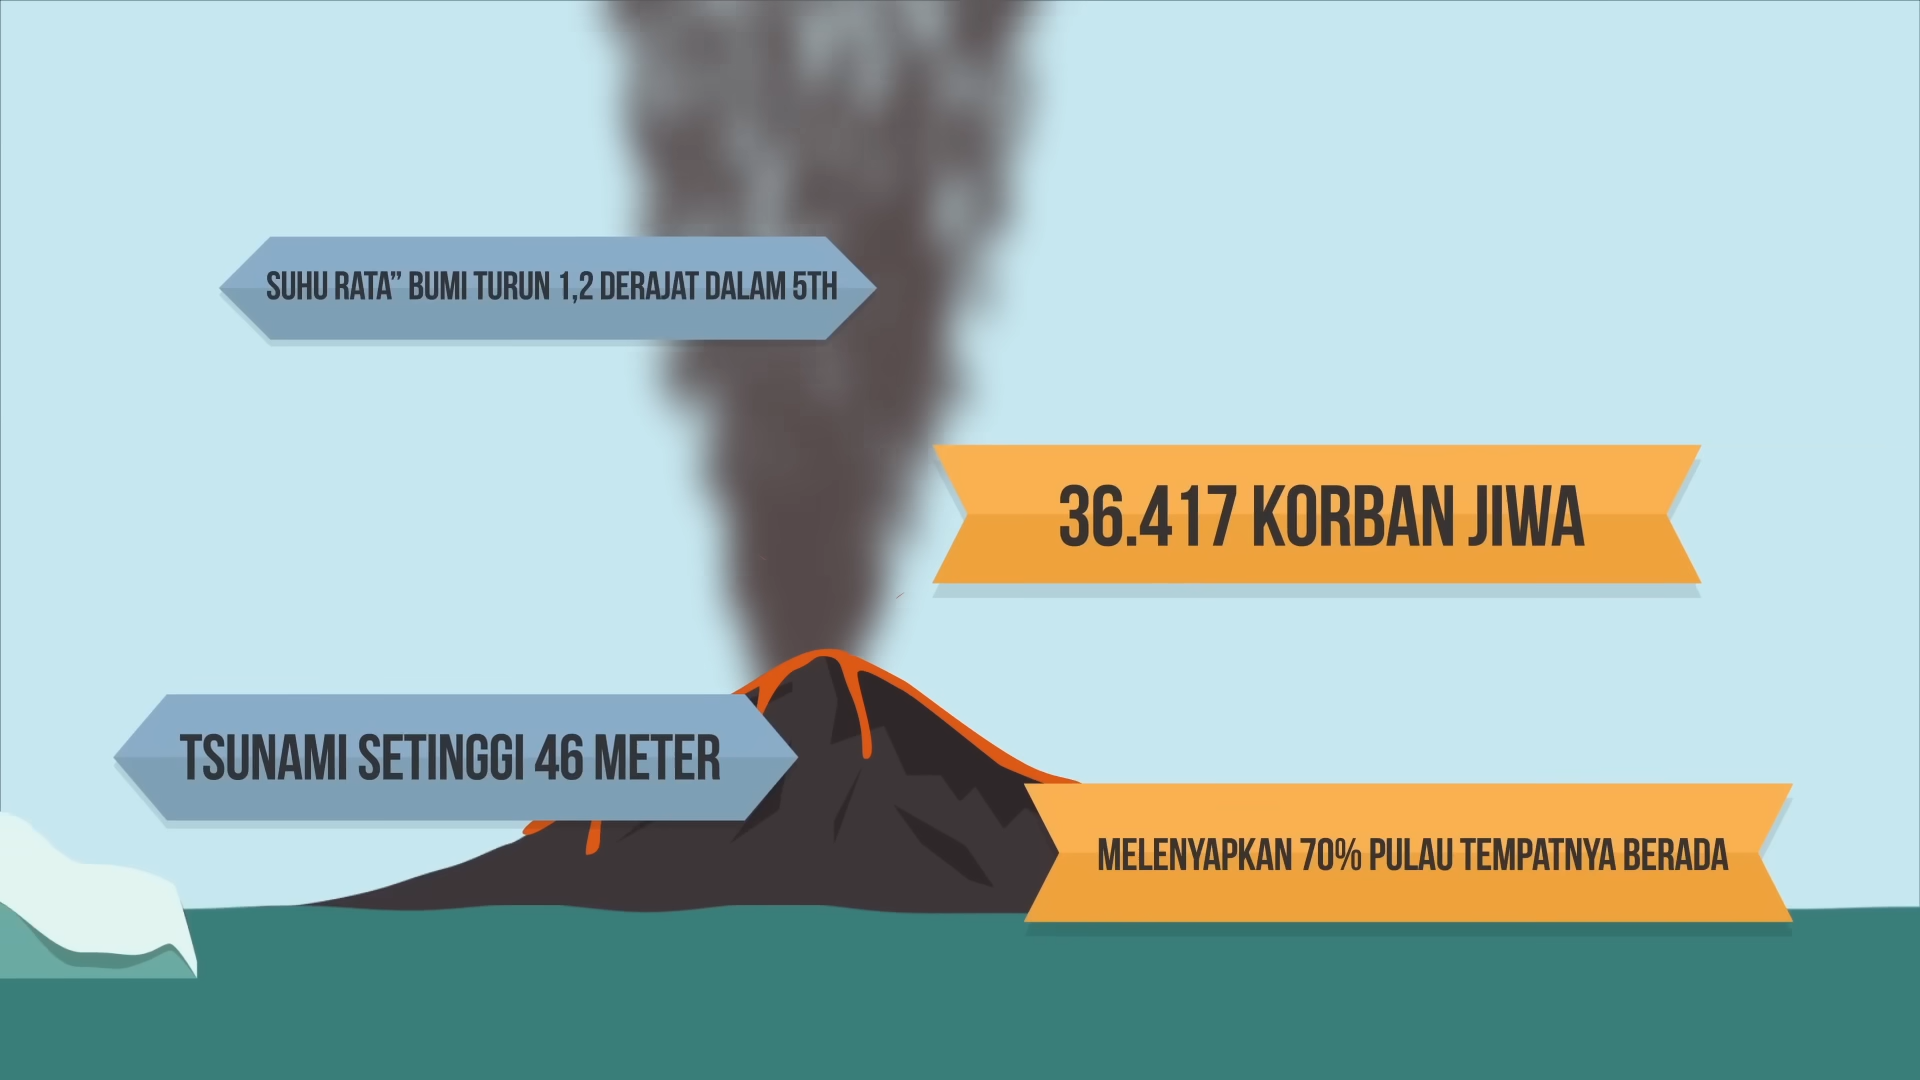 SUHU RATA” BUMI TURUN 1,2 DERAJAT DALAM 5TH
36.417 KORBAN JIWA
TSUNAMI SETINGGI 46 METER
MELENYAPKAN 70% PULAU TEMPATNYA BERADA